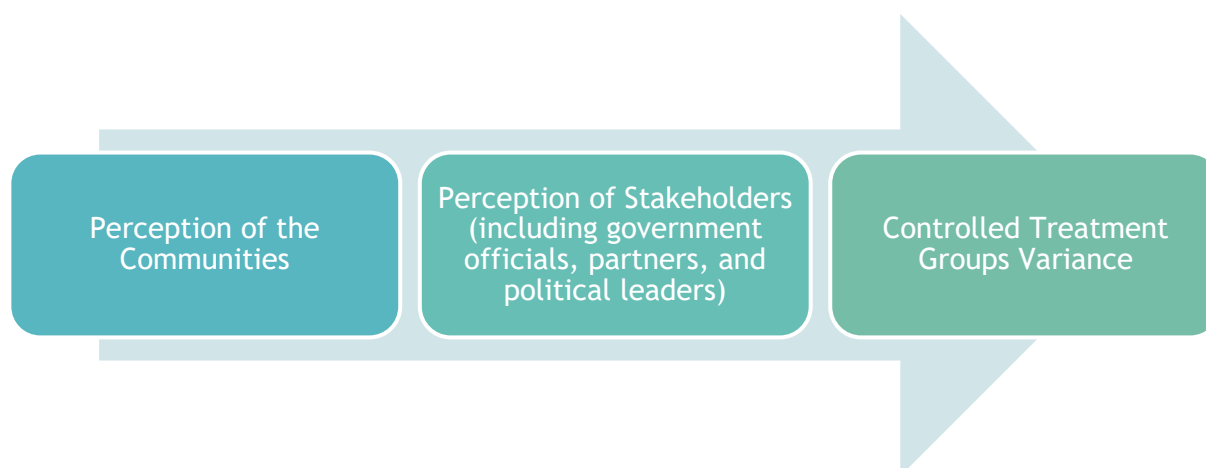 Perception of the
Communities
Perception of Stakeholders
(including government
officials, partners, and
political leaders)
Controlled Treatment
Groups Variance